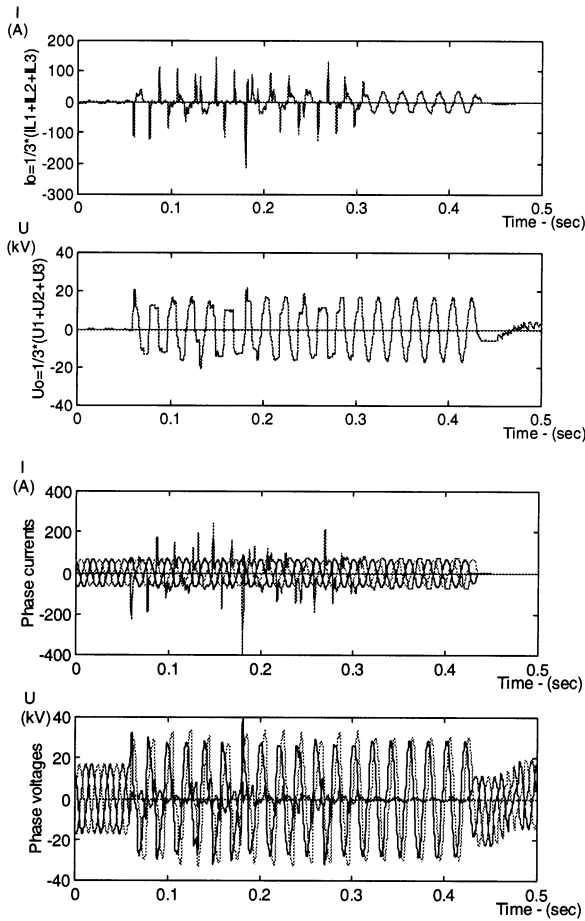 I
(A)
Io=1/3*(IL1+IL2+IL3)
200
100
0
-100
-200
-300
0
0.1
0.2
0.3
0.4
0.5
Time - (sec)
U
(kV)
Uo=1/3*(U1+U2+U3)
40
20
0
-20
-40
0
0.1
0.2
0.3
0.4
0.5
Time - (sec)
I
(A)
Phase currents
400
200
0
-200
-400
0
0.1
0.2
0.3
0.4
0.5
Time - (sec)
U
(kV)
Phase voltages
40
20
0
-20
-40
0
0.1
0.2
0.3
0.4
0.5
Time - (sec)